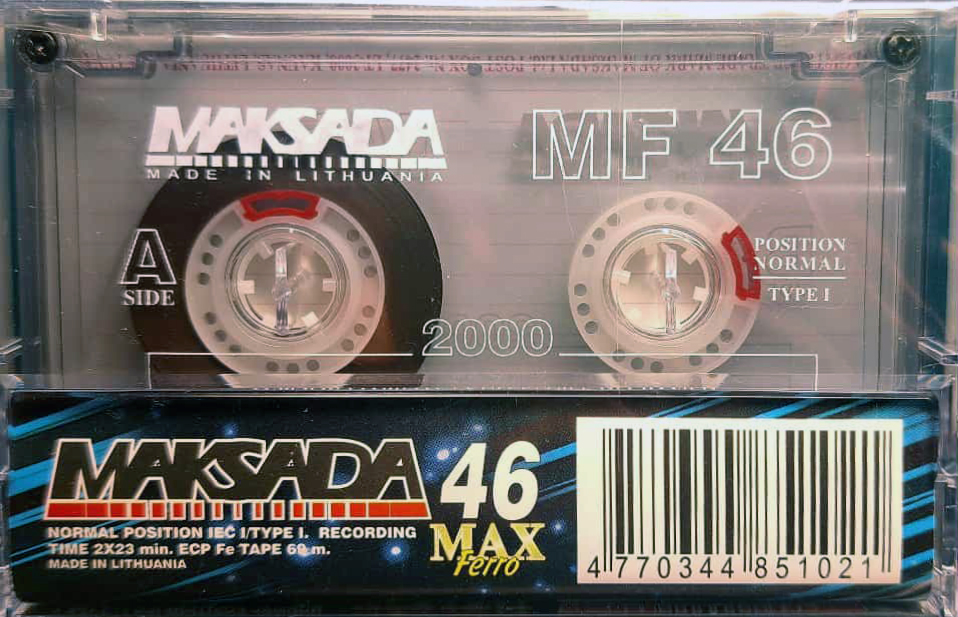 MAKSADA
MADE IN LITHUANIA
MF 46
A
SIDE
POSITION
NORMAL
TYPE I
2000
MAKSADA
NORMAL POSITION IEC I/TYPE I. RECORDING
TIME 2X23 min. ECP Fe TAPE 69 m.
MADE IN LITHUANIA
46
MAX
Ferro
4 770344 851021